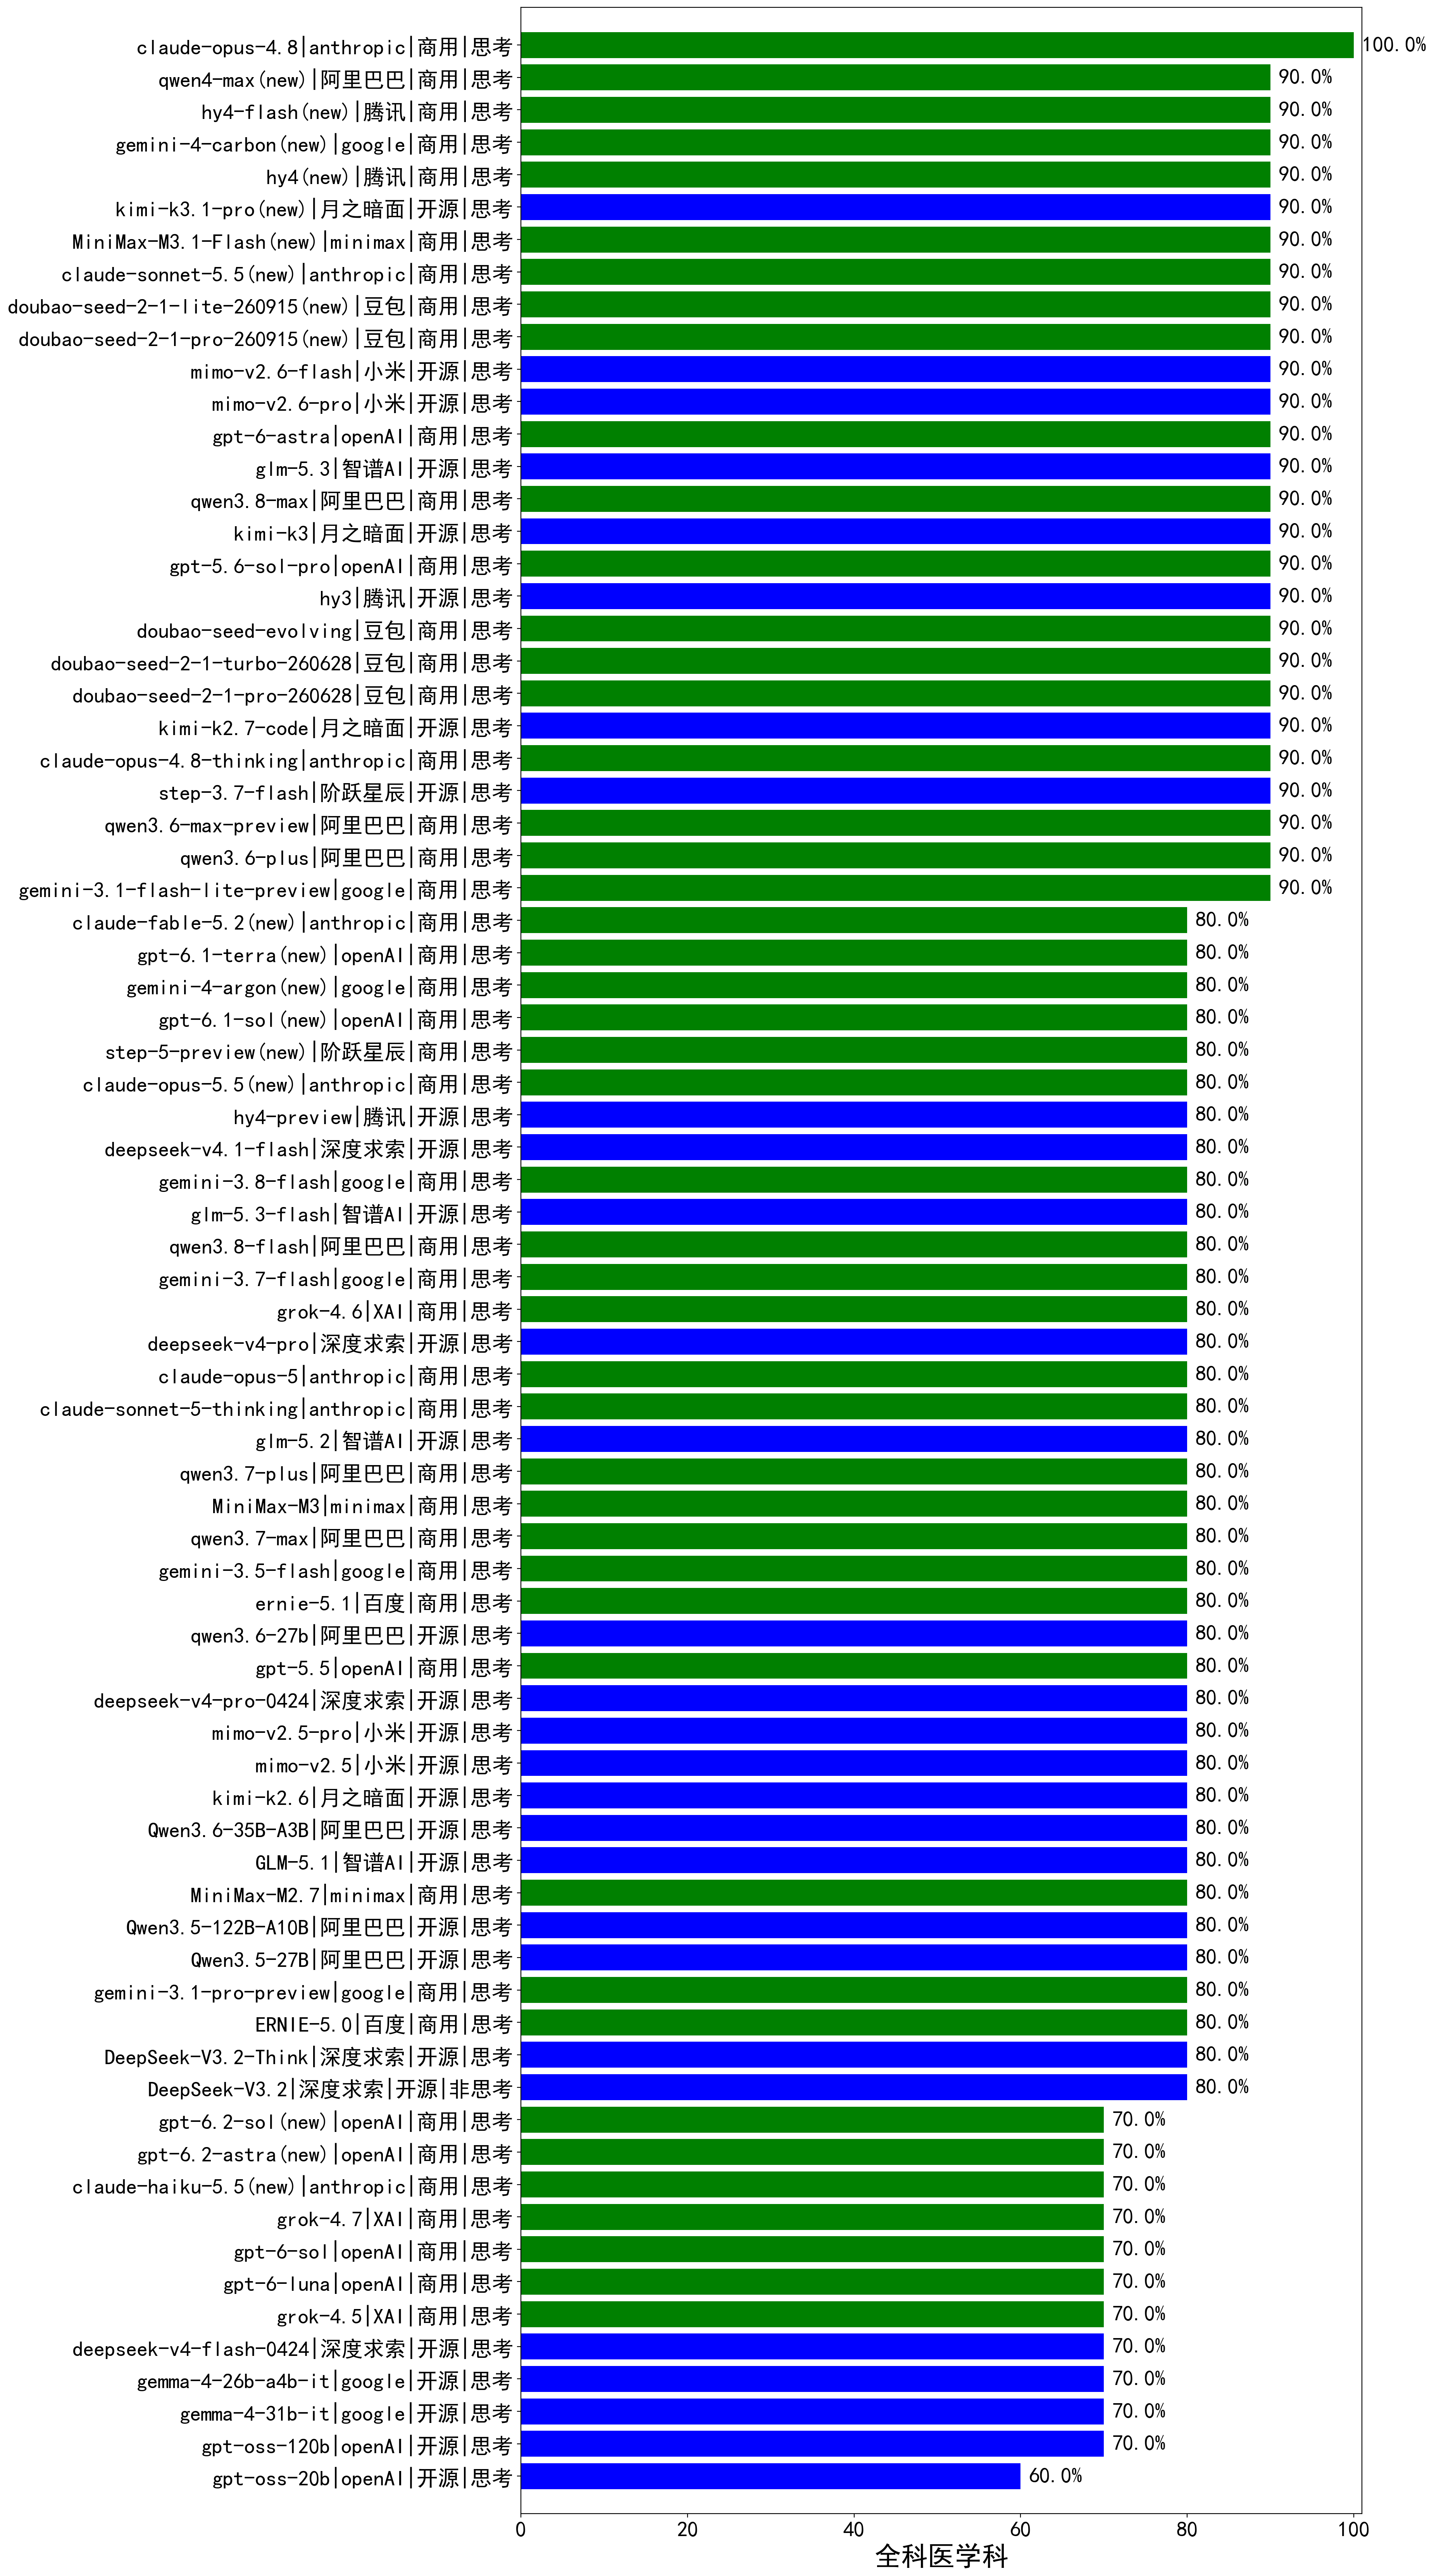 claude-opus-4.8|anthropic|商用|思考 100.0%
qwen4-max(new)|阿里巴巴|商用|思考 90.0%
hy4-flash(new)|腾讯|商用|思考 90.0%
gemini-4-carbon(new)|google|商用|思考 90.0%
hy4(new)|腾讯|商用|思考 90.0%
kimi-k3.1-pro(new)|月之暗面|开源|思考 90.0%
MiniMax-M3.1-Flash(new)|minimax|商用|思考 90.0%
claude-sonnet-5.5(new)|anthropic|商用|思考 90.0%
doubao-seed-2-1-lite-260915(new)|豆包|商用|思考 90.0%
doubao-seed-2-1-pro-260915(new)|豆包|商用|思考 90.0%
mimo-v2.6-flash|小米|开源|思考 90.0%
mimo-v2.6-pro|小米|开源|思考 90.0%
gpt-6-astra|openAI|商用|思考 90.0%
glm-5.3|智谱AI|开源|思考 90.0%
qwen3.8-max|阿里巴巴|商用|思考 90.0%
kimi-k3|月之暗面|开源|思考 90.0%
gpt-5.6-sol-pro|openAI|商用|思考 90.0%
hy3|腾讯|开源|思考 90.0%
doubao-seed-evolving|豆包|商用|思考 90.0%
doubao-seed-2-1-turbo-260628|豆包|商用|思考 90.0%
doubao-seed-2-1-pro-260628|豆包|商用|思考 90.0%
kimi-k2.7-code|月之暗面|开源|思考 90.0%
claude-opus-4.8-thinking|anthropic|商用|思考 90.0%
step-3.7-flash|阶跃星辰|开源|思考 90.0%
qwen3.6-max-preview|阿里巴巴|商用|思考 90.0%
qwen3.6-plus|阿里巴巴|商用|思考 90.0%
gemini-3.1-flash-lite-preview|google|商用|思考 90.0%
claude-fable-5.2(new)|anthropic|商用|思考 80.0%
gpt-6.1-terra(new)|openAI|商用|思考 80.0%
gemini-4-argon(new)|google|商用|思考 80.0%
gpt-6.1-sol(new)|openAI|商用|思考 80.0%
step-5-preview(new)|阶跃星辰|商用|思考 80.0%
claude-opus-5.5(new)|anthropic|商用|思考 80.0%
hy4-preview|腾讯|开源|思考 80.0%
deepseek-v4.1-flash|深度求索|开源|思考 80.0%
gemini-3.8-flash|google|商用|思考 80.0%
glm-5.3-flash|智谱AI|开源|思考 80.0%
qwen3.8-flash|阿里巴巴|商用|思考 80.0%
gemini-3.7-flash|google|商用|思考 80.0%
grok-4.6|XAI|商用|思考 80.0%
deepseek-v4-pro|深度求索|开源|思考 80.0%
claude-opus-5|anthropic|商用|思考 80.0%
claude-sonnet-5-thinking|anthropic|商用|思考 80.0%
glm-5.2|智谱AI|开源|思考 80.0%
qwen3.7-plus|阿里巴巴|商用|思考 80.0%
MiniMax-M3|minimax|商用|思考 80.0%
qwen3.7-max|阿里巴巴|商用|思考 80.0%
gemini-3.5-flash|google|商用|思考 80.0%
ernie-5.1|百度|商用|思考 80.0%
qwen3.6-27b|阿里巴巴|开源|思考 80.0%
gpt-5.5|openAI|商用|思考 80.0%
deepseek-v4-pro-0424|深度求索|开源|思考 80.0%
mimo-v2.5-pro|小米|开源|思考 80.0%
mimo-v2.5|小米|开源|思考 80.0%
kimi-k2.6|月之暗面|开源|思考 80.0%
Qwen3.6-35B-A3B|阿里巴巴|开源|思考 80.0%
GLM-5.1|智谱AI|开源|思考 80.0%
MiniMax-M2.7|minimax|商用|思考 80.0%
Qwen3.5-122B-A10B|阿里巴巴|开源|思考 80.0%
Qwen3.5-27B|阿里巴巴|开源|思考 80.0%
gemini-3.1-pro-preview|google|商用|思考 80.0%
ERNIE-5.0|百度|商用|思考 80.0%
DeepSeek-V3.2-Think|深度求索|开源|思考 80.0%
DeepSeek-V3.2|深度求索|开源|非思考 80.0%
gpt-6.2-sol(new)|openAI|商用|思考 70.0%
gpt-6.2-astra(new)|openAI|商用|思考 70.0%
claude-haiku-5.5(new)|anthropic|商用|思考 70.0%
grok-4.7|XAI|商用|思考 70.0%
gpt-6-sol|openAI|商用|思考 70.0%
gpt-6-luna|openAI|商用|思考 70.0%
grok-4.5|XAI|商用|思考 70.0%
deepseek-v4-flash-0424|深度求索|开源|思考 70.0%
gemma-4-26b-a4b-it|google|开源|思考 70.0%
gemma-4-31b-it|google|开源|思考 70.0%
gpt-oss-120b|openAI|开源|思考 70.0%
gpt-oss-20b|openAI|开源|思考 60.0%
0 20 40 60 80 100
全科医学科